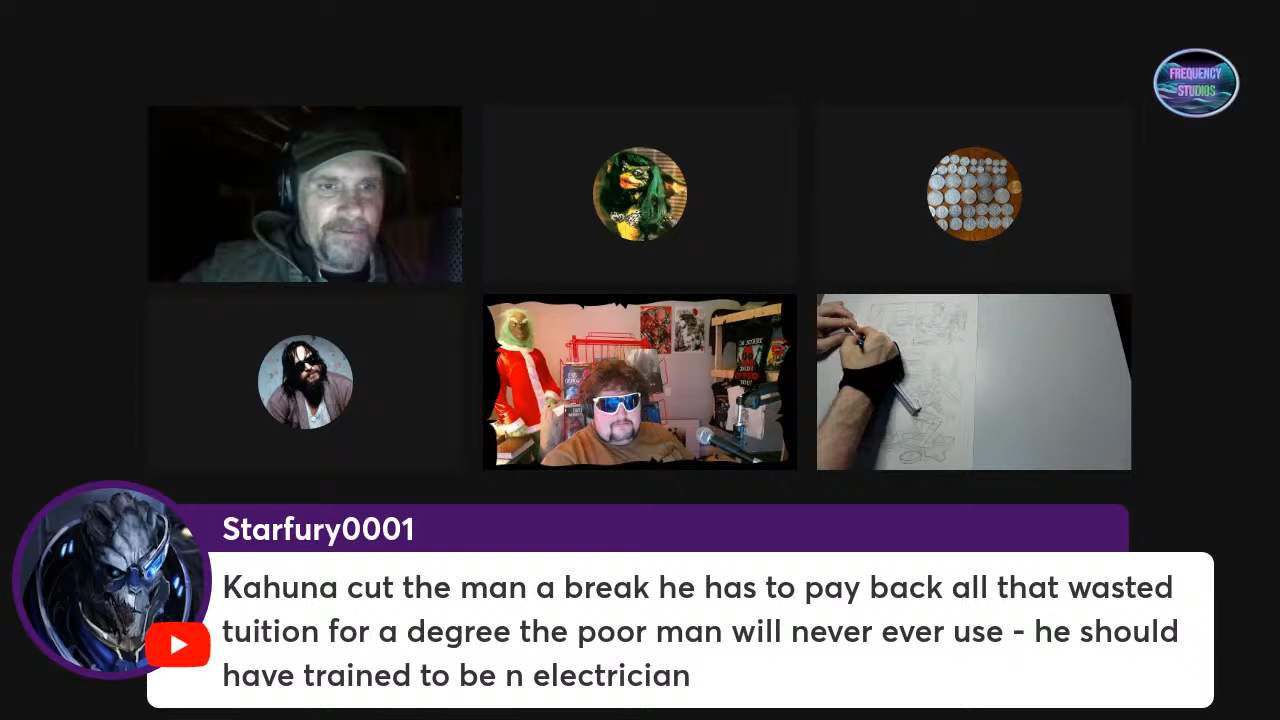 FREQUENCY
STUDIOS
Starfury0001
Kahuna cut the man a break he has to pay back all that wasted
tuition for a degree the poor man will never ever use - he should
have trained to be n electrician